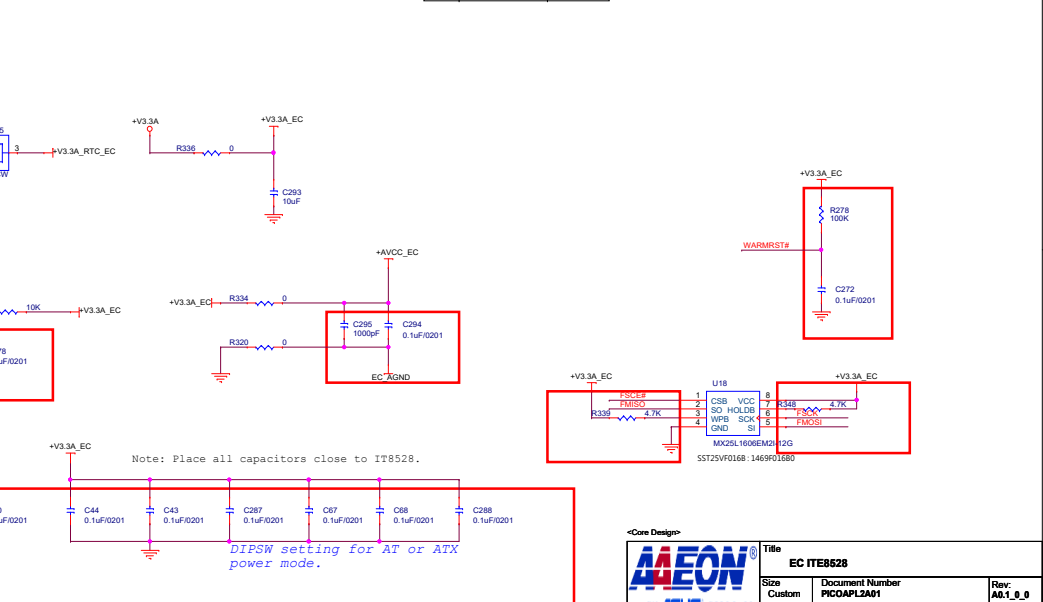 +V3.3A
+V3.3A_EC
R336
0
3
+V3.3A_RTC_EC
C293
10uF
+V3.3A_EC
R278
100K
WARMRST#
C272
0.1uF/0201
+AVCC_EC
+V3.3A_EC
R334
0
10K
+V3.3A_EC
C295
1000pF
C294
0.1uF/0201
R320
0
EC_AGND
uF/0201
+V3.3A_EC
+V3.3A_EC
U18
FSCE#
1
CSB
VCC
8
FMISO
2
SO
HOLDB
7
R348
4.7K
R339
4.7K
3
WPB
SCK
6
FSCK
4
GND
SI
5
FMOSI
MX25L1606EM2I-12G
SST25VF016B : 1469F016B0
+V3.3A_EC
Note: Place all capacitors close to IT8528.
uF/0201
C44
0.1uF/0201
C43
0.1uF/0201
C287
0.1uF/0201
C67
0.1uF/0201
C68
0.1uF/0201
C288
0.1uF/0201
DIPSW setting for AT or ATX
power mode.
<Core Design>
AAEON®
Title
EC ITE8528
Size
Custom
Document Number
PICOAPL2A01
Rev:
A0.1_0_0